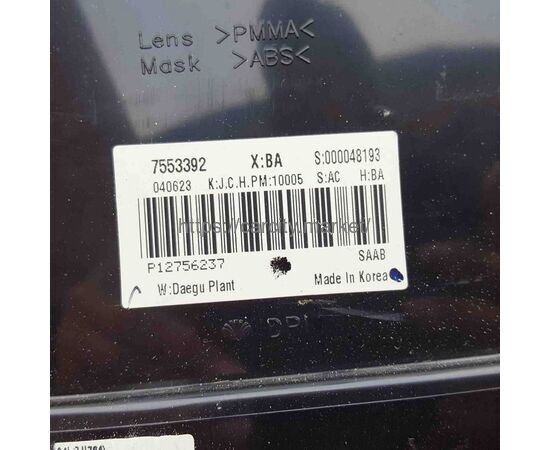 Lens >PMMA<
Mask >ABS<
7553392 X:BA S:000048193
040623 K:J.C.H.PM:10005 S:AC H:BA
https://carcity.market/
P12756237 SAAB
W:Daegu Plant Made In Korea